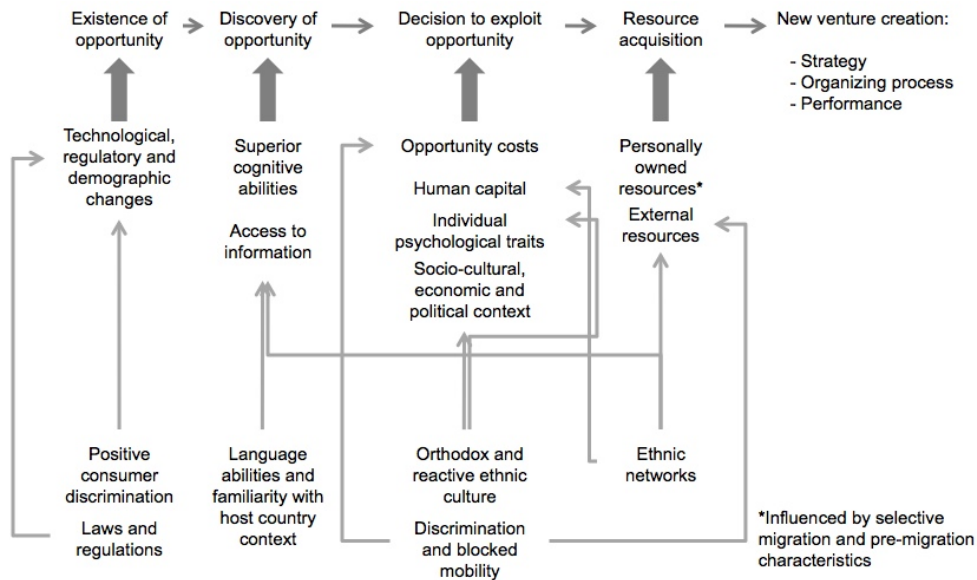 Existence of
opportunity
Discovery of
opportunity
Decision to exploit
opportunity
Resource
acquisition
New venture creation:
- Strategy
- Organizing process
- Performance
Technological,
regulatory and
demographic
changes
Superior
cognitive
abilities
Access to
information
Opportunity costs
Human capital
Individual
psychological traits
Socio-cultural,
economic and
political context
Personally
owned
resources*
External
resources
Positive
consumer
discrimination
Laws and
regulations
Language
abilities and
familiarity with
host country
context
Orthodox and
reactive ethnic
culture
Discrimination
and blocked
mobility
Ethnic
networks
*Influenced by selective
migration and pre-migration
characteristics